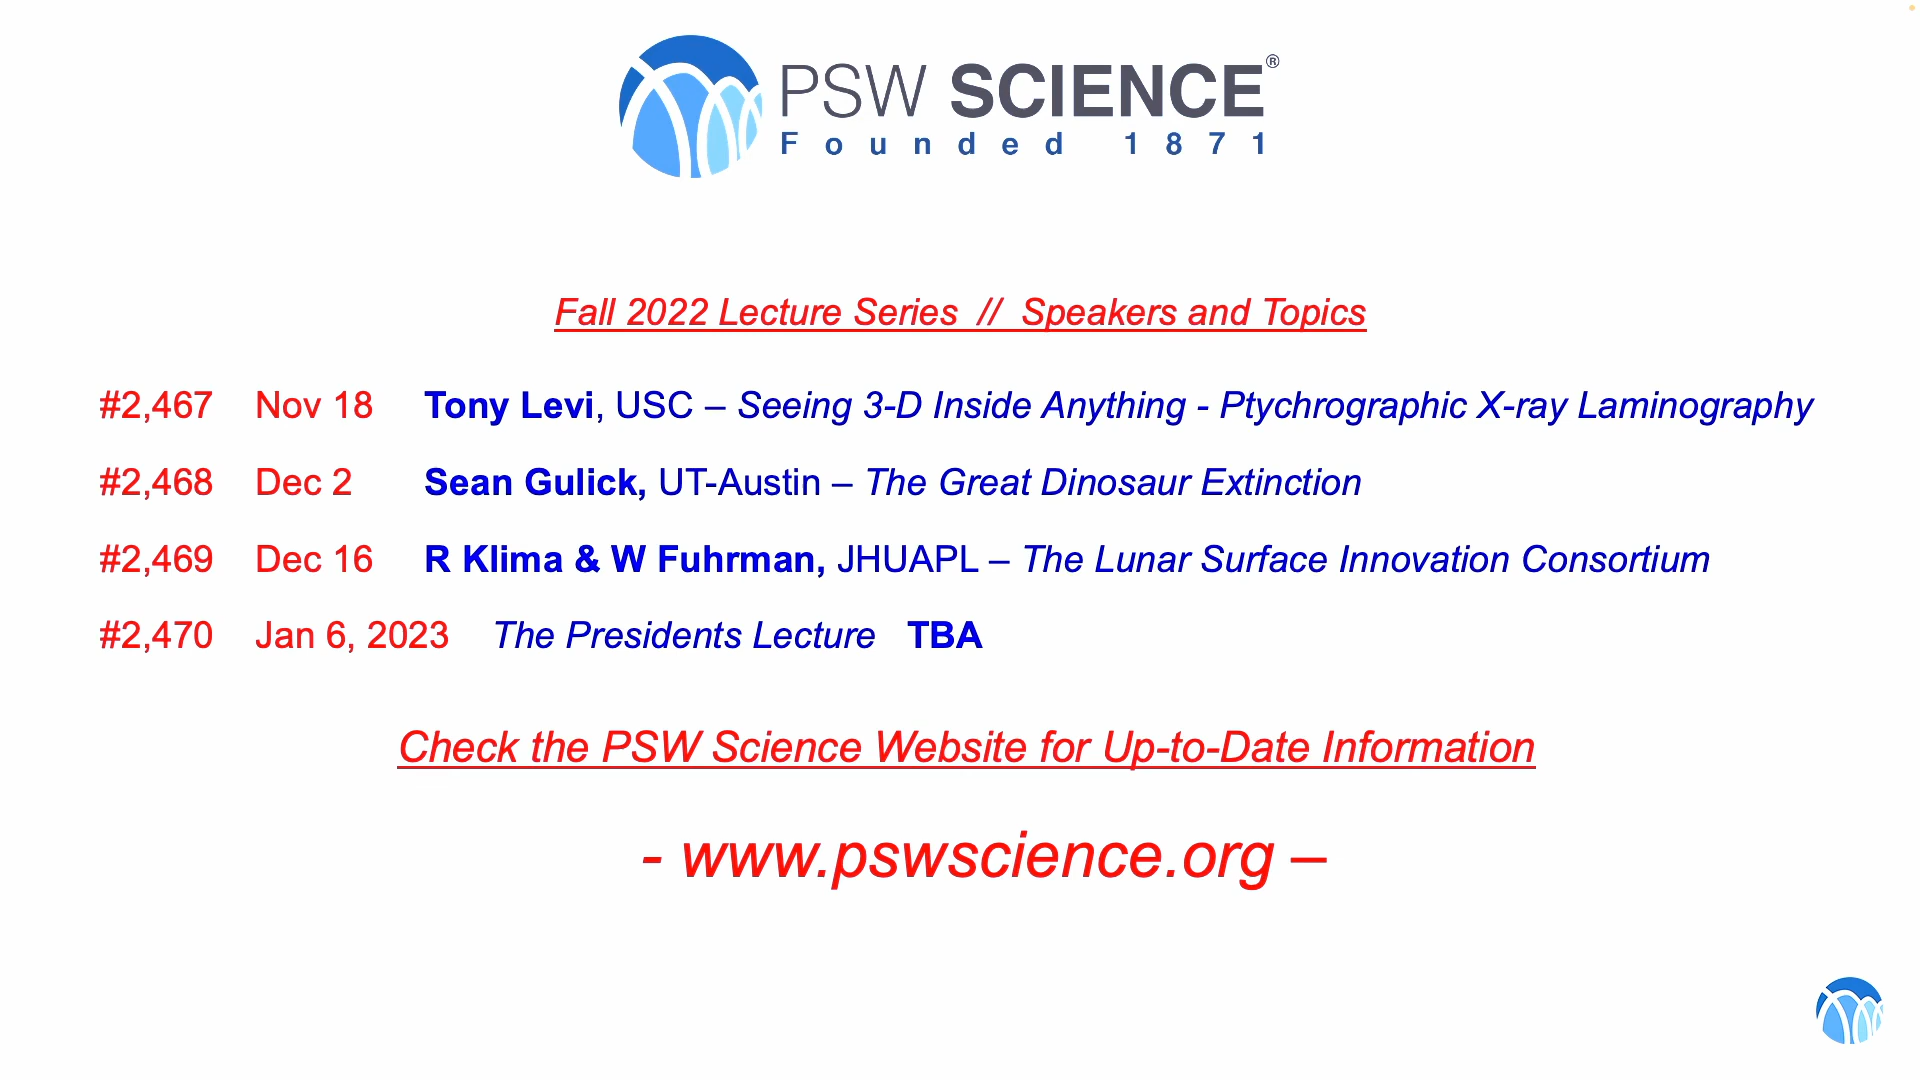 PSW SCIENCE®
Founded 1871
Fall 2022 Lecture Series // Speakers and Topics
#2,467 Nov 18 Tony Levi, USC – Seeing 3-D Inside Anything - Ptychrographic X-ray Laminography
#2,468 Dec 2 Sean Gulick, UT-Austin – The Great Dinosaur Extinction
#2,469 Dec 16 R Klima & W Fuhrman, JHUAPL – The Lunar Surface Innovation Consortium
#2,470 Jan 6, 2023 The Presidents Lecture TBA
Check the PSW Science Website for Up-to-Date Information
- www.pswscience.org –